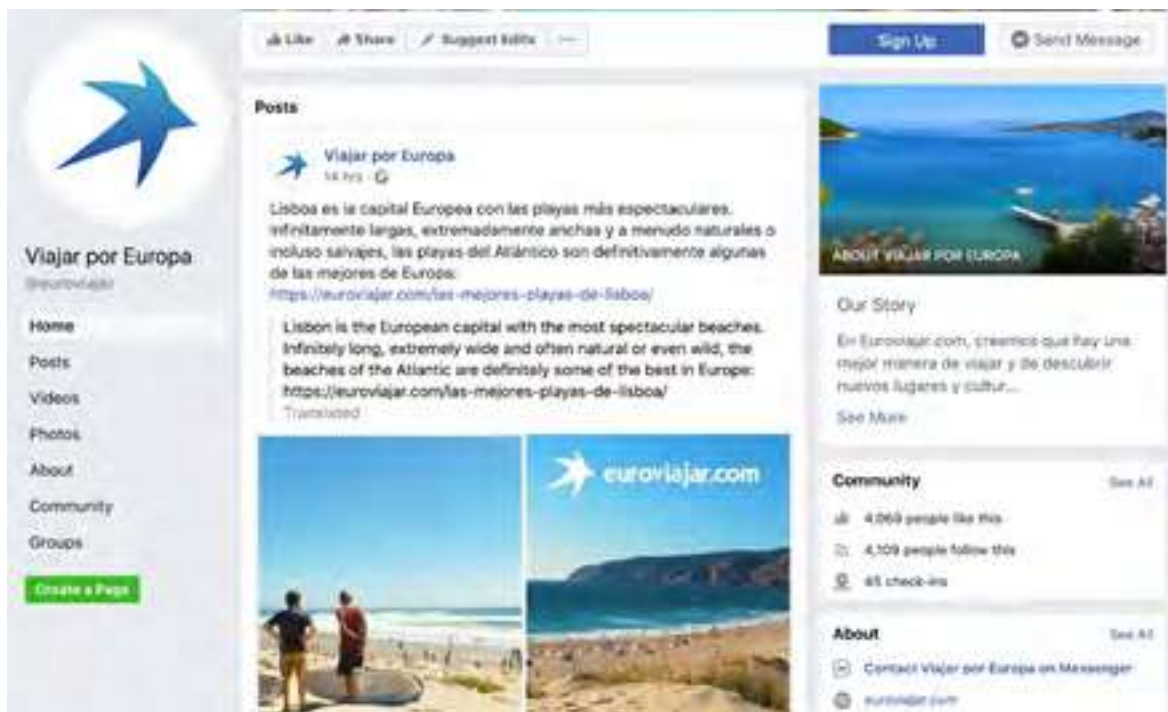 Like Share Suggest Edits ...
Sign Up
Send Message
Viajar por Europa
@euroviajar
Home
Posts
Videos
Photos
About
Community
Groups
Create a Page
Posts
Viajar por Europa
14 hrs
Lisboa es la capital Europea con las playas más espectaculares.
Infinitamente largas, extremadamente anchas y a menudo naturales o
incluso salvajes, las playas del Atlántico son definitivamente algunas
de las mejores de Europa:
https://euroviajar.com/las-mejores-playas-de-lisboa/
Lisbon is the European capital with the most spectacular beaches.
Infinitely long, extremely wide and often natural or even wild, the
beaches of the Atlantic are definitely some of the best in Europe:
https://euroviajar.com/las-mejores-playas-de-lisboa/
Translated
euroviajar.com
ABOUT VIAJAR POR EUROPA
Our Story
En Euroviajar.com, creemos que hay una
mejor manera de viajar y de descubrir
nuevos lugares y cultur...
See More
Community See All
4,069 people like this
4,109 people follow this
65 check-ins
About See All
Contact Viajar por Europa on Messenger
euroviajar.com